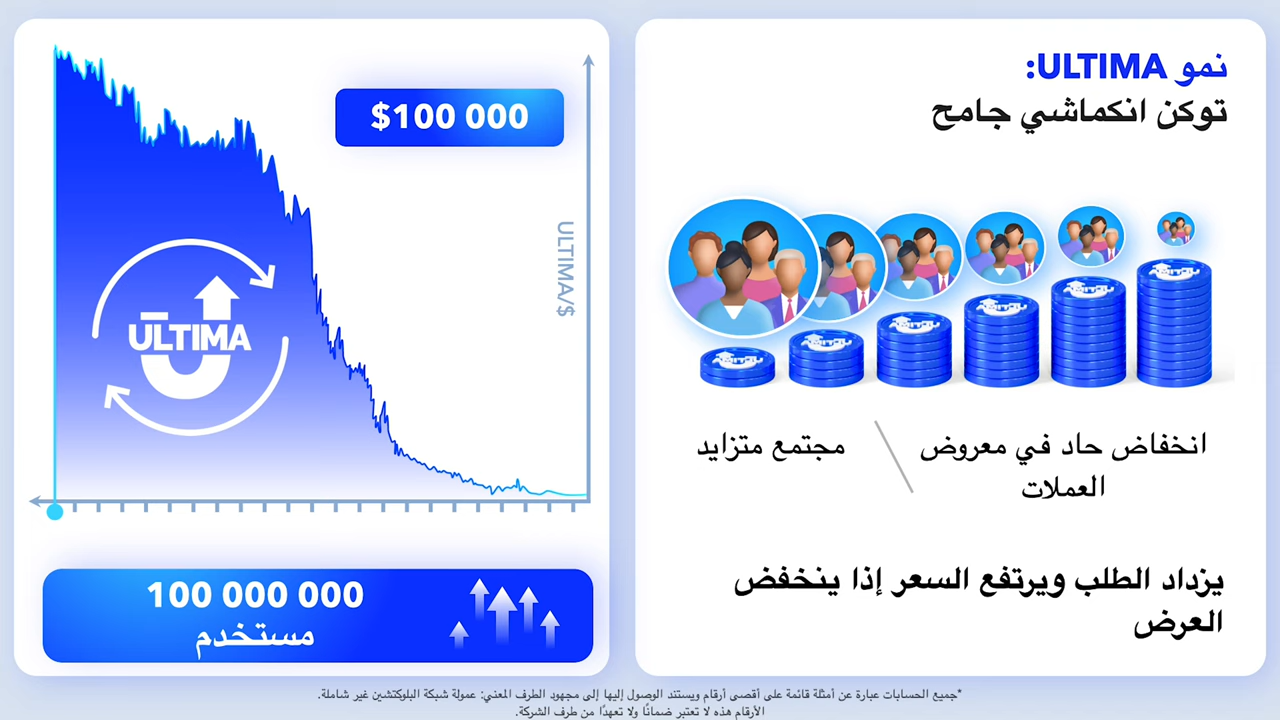 نمو ULTIMA:
توكن انكماشي جامح
انخفاض حاد في معروض
العملات
مجتمع متزايد
يزداد الطلب ويرتفع السعر إذا ينخفض
العرض
$100 000
ULTIMA/$
ULTIMA
100 000 000
مستخدم
*جميع الحسابات عبارة عن أمثلة قائمة على أقصى أرقام ويستند الوصول إليها إلى مجهود الطرف المعني: عمولة شبكة البلوكتشين غير شاملة.
الأرقام هذه لا تعتبر ضمانًا ولا تعهدًا من طرف الشركة.